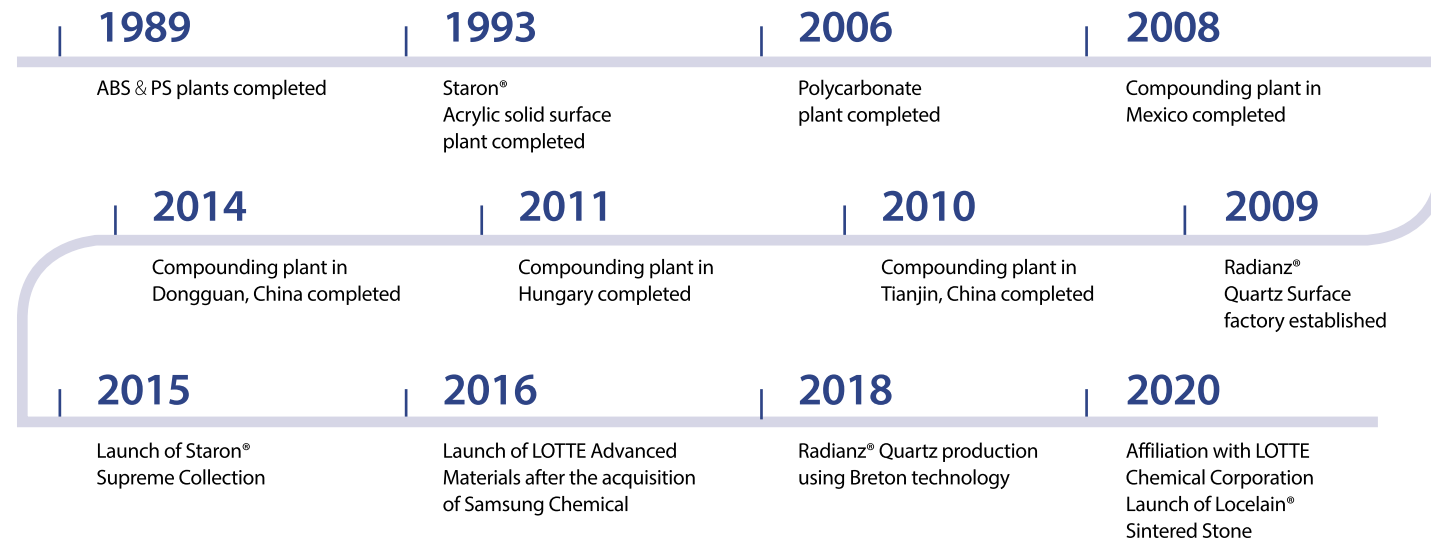 1989
ABS & PS plants completed
1993
Staron®
Acrylic solid surface
plant completed
2006
Polycarbonate
plant completed
2008
Compounding plant in
Mexico completed
2009
Radianz®
Quartz Surface
factory established
2010
Compounding plant in
Tianjin, China completed
2011
Compounding plant in
Hungary completed
2014
Compounding plant in
Dongguan, China completed
2015
Launch of Staron®
Supreme Collection
2016
Launch of LOTTE Advanced
Materials after the acquisition
of Samsung Chemical
2018
Radianz® Quartz production
using Breton technology
2020
Affiliation with LOTTE
Chemical Corporation
Launch of Locelain®
Sintered Stone